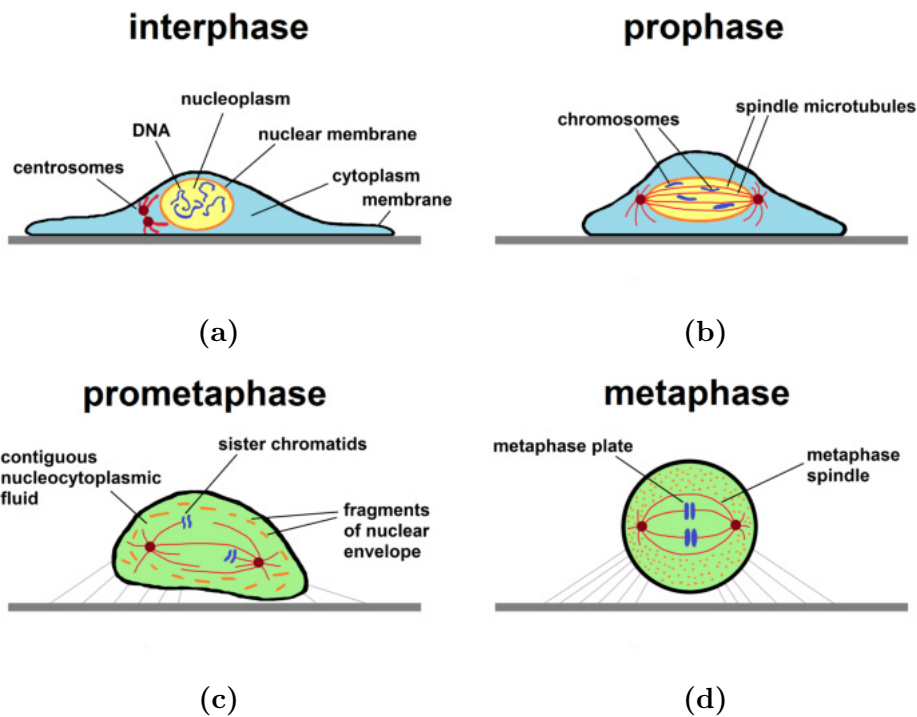 interphase
nucleoplasm
DNA
nuclear membrane
centrosomes
cytoplasm
membrane
(a)
prophase
chromosomes
spindle microtubules
(b)
prometaphase
sister chromatids
contiguous
nucleocytoplasmic
fluid
fragments
of nuclear
envelope
(c)
metaphase
metaphase plate
metaphase
spindle
(d)